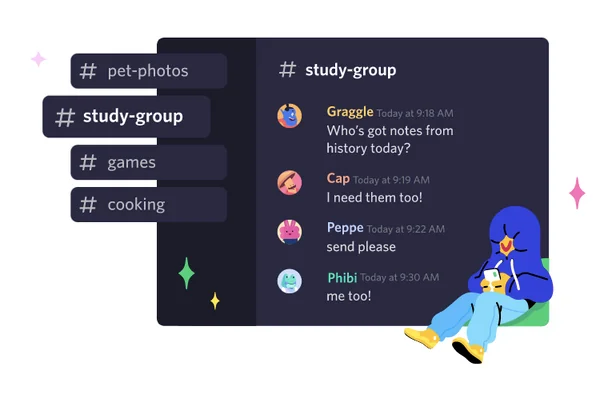 # pet-photos
# study-group
# games
# cooking
# study-group
Graggle Today at 9:18 AM
Who's got notes from
history today?
Cap Today at 9:19 AM
I need them too!
Peppe Today at 9:22 AM
send please
Phibi Today at 9:30 AM
me too!